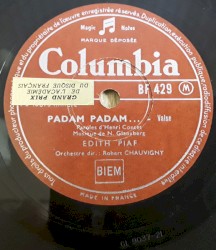 Magic Notes
MARQUE DÉPOSÉE
Columbia
GRAND PRIX
DE L'ACADÉMIE
DU DISQUE FRANÇAIS
BF 429 M
PADAM PADAM... - Valse
Paroles d'Henri Contet
Musique de N. Glanzberg
EDITH PIAF
Orchestre dir.: Robert CHAUVIGNY
BIEM
MADE IN FRANCE